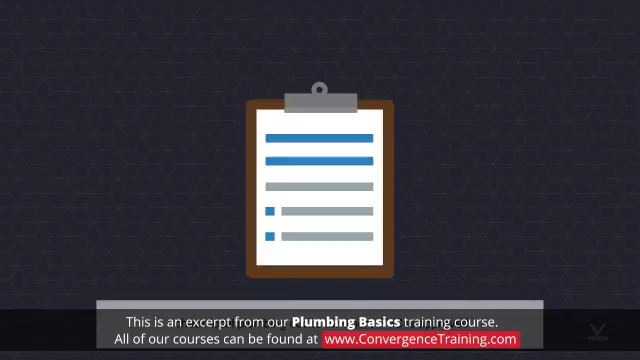 This is an excerpt from our Plumbing Basics training course.
All of our courses can be found at www.ConvergenceTraining.com